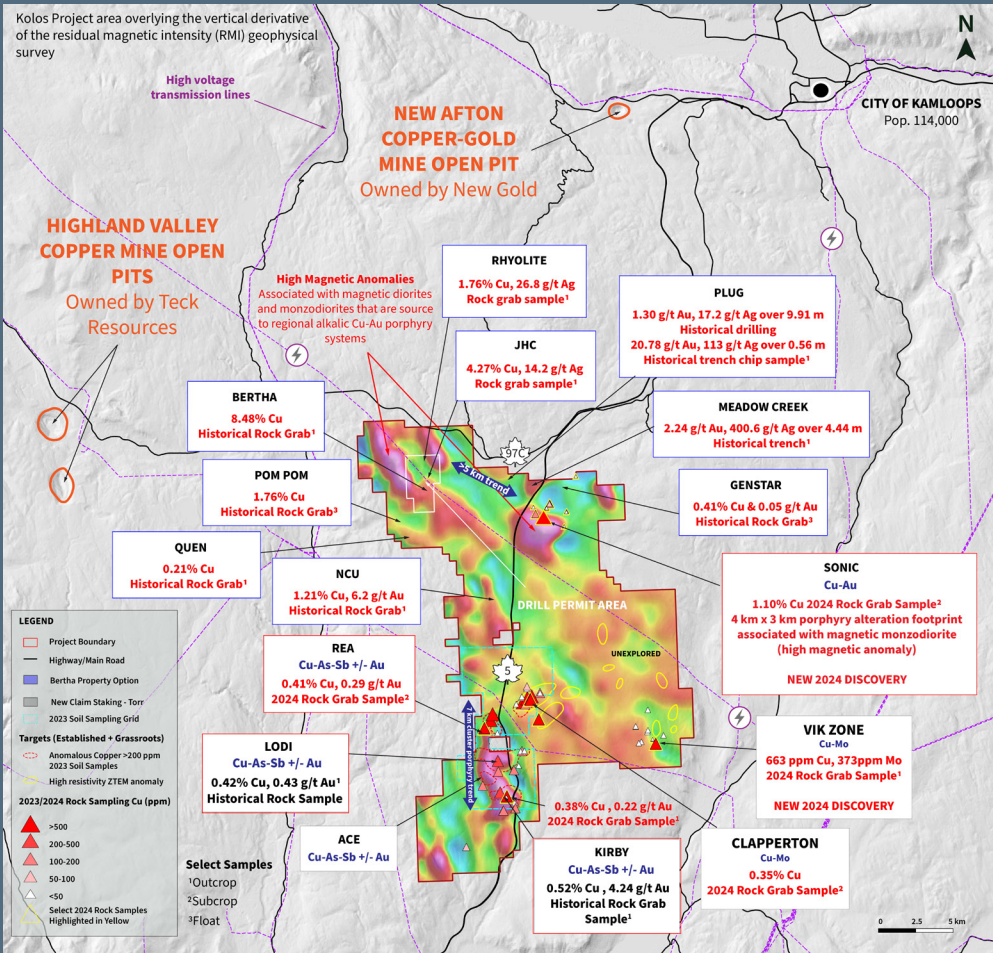 Kolos Project area overlying the vertical derivative
of the residual magnetic intensity (RMI) geophysical
survey
N
High voltage
transmission lines
NEW AFTON
COPPER-GOLD
MINE OPEN PIT
Owned by New Gold
CITY OF KAMLOOPS
Pop. 114,000
HIGHLAND VALLEY
COPPER MINE OPEN
PITS
Owned by Teck
Resources
High Magnetic Anomalies
Associated with magnetic diorites
and monzodiorites that are source
to regional alkalic Cu-Au porphyry
systems
RHYOLITE
1.76% Cu, 26.8 g/t Ag
Rock grab sample¹
JHC
4.27% Cu, 14.2 g/t Ag
Rock grab sample¹
PLUG
1.30 g/t Au, 17.2 g/t Ag over 9.91 m
Historical drilling
20.78 g/t Au, 113 g/t Ag over 0.56 m
Historical trench chip sample¹
BERTHA
8.48% Cu
Historical Rock Grab¹
MEADOW CREEK
2.24 g/t Au, 400.6 g/t Ag over 4.44 m
Historical trench¹
97C
>5 km trend
POM POM
1.76% Cu
Historical Rock Grab³
GENSTAR
0.41% Cu & 0.05 g/t Au
Historical Rock Grab³
QUEN
0.21% Cu
Historical Rock Grab¹
NCU
1.21% Cu, 6.2 g/t Au
Historical Rock Grab¹
SONIC
Cu-Au
1.10% Cu 2024 Rock Grab Sample²
4 km x 3 km porphyry alteration footprint
associated with magnetic monzodiorite
(high magnetic anomaly)
NEW 2024 DISCOVERY
DRILL PERMIT AREA
UNEXPLORED
5
REA
Cu-As-Sb +/- Au
0.41% Cu, 0.29 g/t Au
2024 Rock Grab Sample²
7 km cluster porphyry trend
LODI
Cu-As-Sb +/- Au
0.42% Cu, 0.43 g/t Au¹
Historical Rock Sample
VIK ZONE
Cu-Mo
663 ppm Cu, 373ppm Mo
2024 Rock Grab Sample¹
NEW 2024 DISCOVERY
0.38% Cu , 0.22 g/t Au
2024 Rock Grab Sample¹
ACE
Cu-As-Sb +/- Au
KIRBY
Cu-As-Sb +/- Au
0.52% Cu , 4.24 g/t Au
Historical Rock Grab
Sample¹
CLAPPERTON
Cu-Mo
0.35% Cu
2024 Rock Grab Sample²
LEGEND
Project Boundary
Highway/Main Road
Bertha Property Option
New Claim Staking - Torr
2023 Soil Sampling Grid
Targets (Established + Grassroots)
Anomalous Copper >200 ppm
2023 Soil Samples
High resistivity ZTEM anomaly
2023/2024 Rock Sampling Cu (ppm)
>500
200-500
100-200
50-100
<50
Select 2024 Rock Samples
Highlighted in Yellow
Select Samples
¹Outcrop
²Subcrop
³Float
0 2.5 5 km